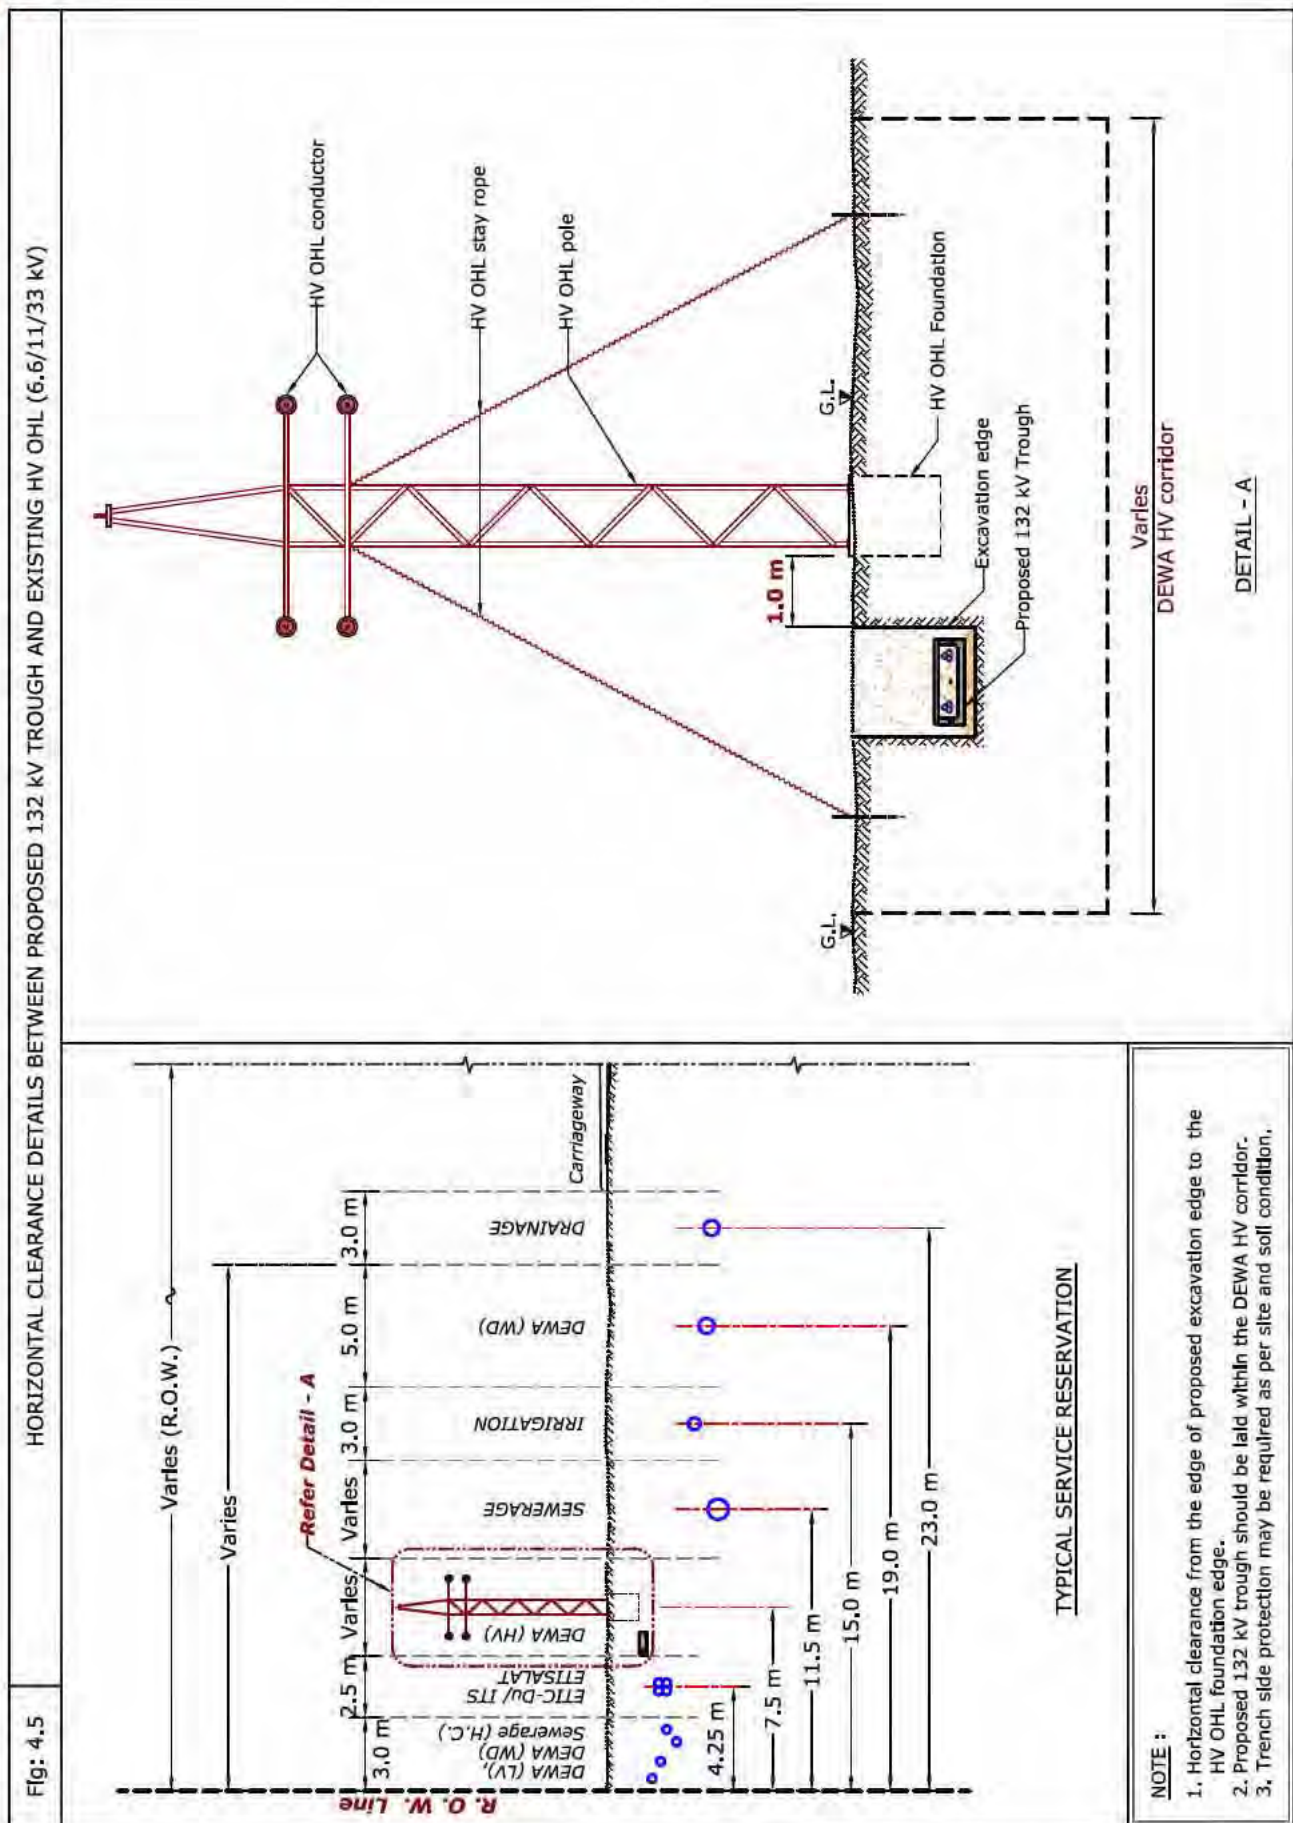 Fig: 4.5
HORIZONTAL CLEARANCE DETAILS BETWEEN PROPOSED 132 kV TROUGH AND EXISTING HV OHL (6.6/11/33 kV)
Varies (R.O.W.)
Varies
Refer Detail - A
3.0 m
2.5 m
Varies
Varies
3.0 m
5.0 m
3.0 m
R. O. W. Line
DEWA (LV),
DEWA (WD)
Sewerage (H.C.)
ETIC-Du/ ITS
ETISALAT
DEWA (HV)
SEWERAGE
IRRIGATION
DEWA (WD)
DRAINAGE
Carriageway
4.25 m
7.5 m
11.5 m
15.0 m
19.0 m
23.0 m
TYPICAL SERVICE RESERVATION
NOTE :
1. Horizontal clearance from the edge of proposed excavation edge to the
HV OHL foundation edge.
2. Proposed 132 kV trough should be laid within the DEWA HV corridor.
3. Trench side protection may be required as per site and soil condition.
HV OHL conductor
HV OHL stay rope
HV OHL pole
1.0 m
G.L.
G.L.
HV OHL Foundation
Excavation edge
Proposed 132 kV Trough
Varies
DEWA HV corridor
DETAIL - A